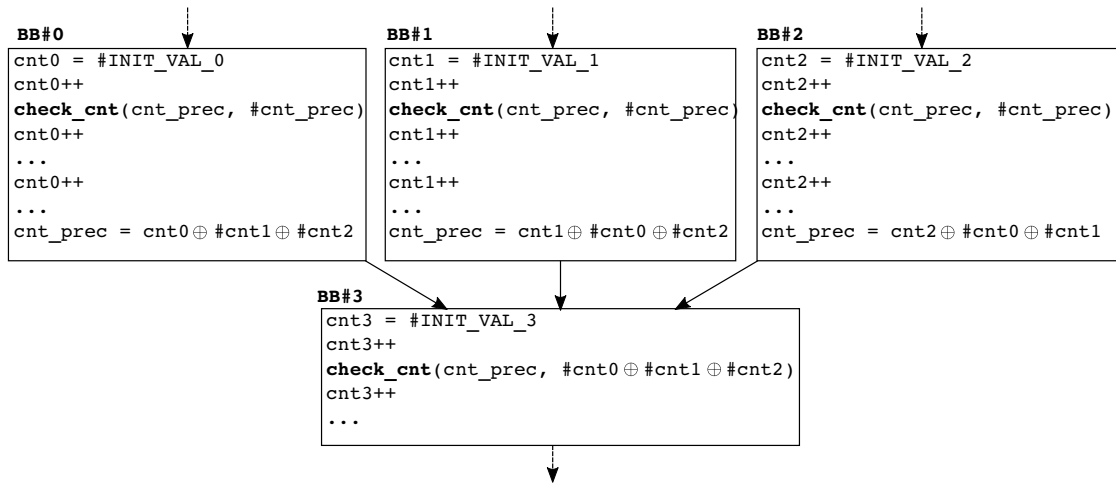 BB#0
cnt0 = #INIT_VAL_0
cnt0++
check_cnt(cnt_prec, #cnt_prec)
cnt0++
...
cnt0++
...
cnt_prec = cnt0 ⊕ #cnt1 ⊕ #cnt2
BB#1
cnt1 = #INIT_VAL_1
cnt1++
check_cnt(cnt_prec, #cnt_prec)
cnt1++
...
cnt1++
...
cnt_prec = cnt1 ⊕ #cnt0 ⊕ #cnt2
BB#2
cnt2 = #INIT_VAL_2
cnt2++
check_cnt(cnt_prec, #cnt_prec)
cnt2++
...
cnt2++
...
cnt_prec = cnt2 ⊕ #cnt0 ⊕ #cnt1
BB#3
cnt3 = #INIT_VAL_3
cnt3++
check_cnt(cnt_prec, #cnt0 ⊕ #cnt1 ⊕ #cnt2)
cnt3++
...